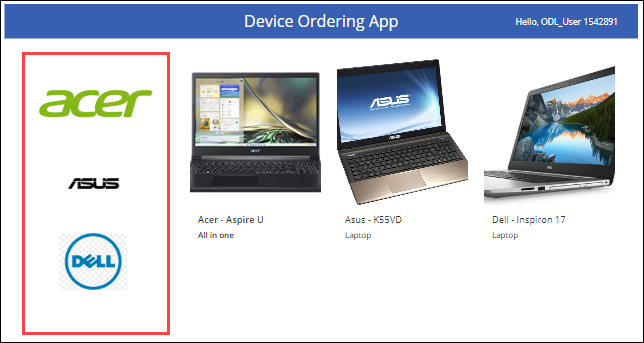 Device Ordering App
Hello, ODL_User 1542891
acer
ASUS
DELL
acer
ASUS
Acer - Aspire U
All in one
Asus - K55VD
Laptop
Dell - Inspiron 17
Laptop